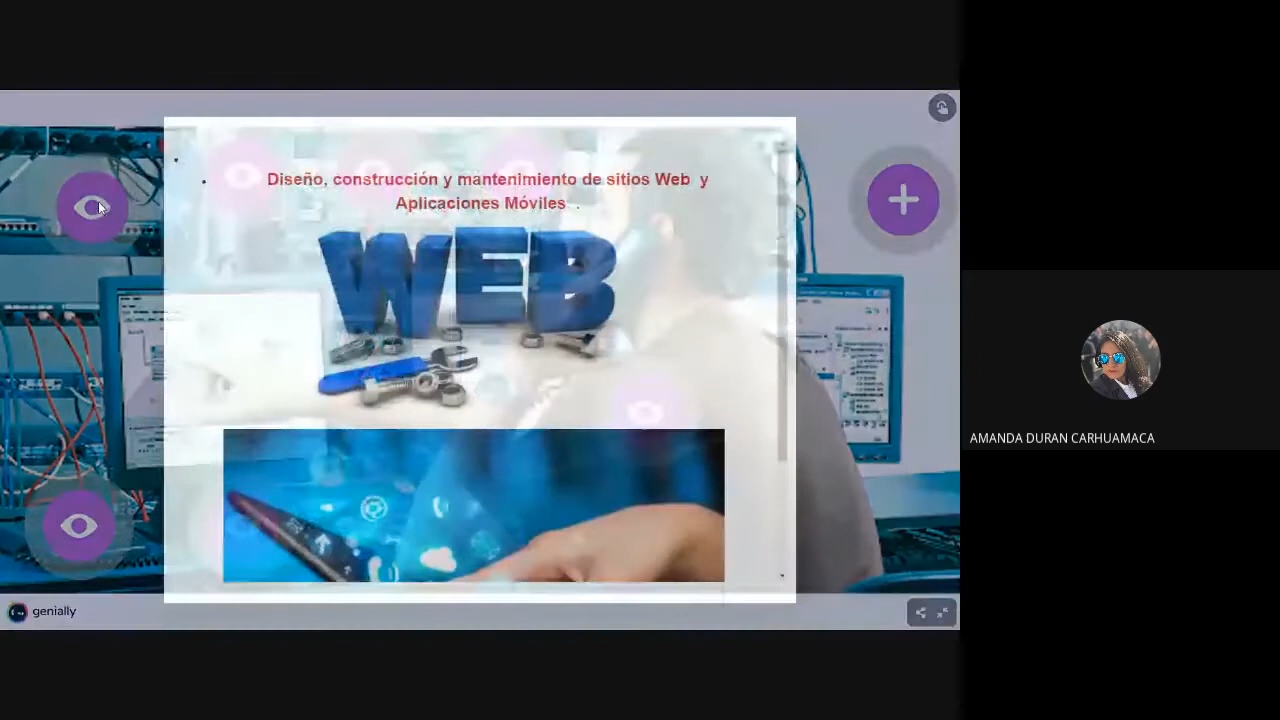 Diseño, construcción y mantenimiento de sitios Web y
Aplicaciones Móviles .
WEB
genially
AMANDA DURAN CARHUAMACA